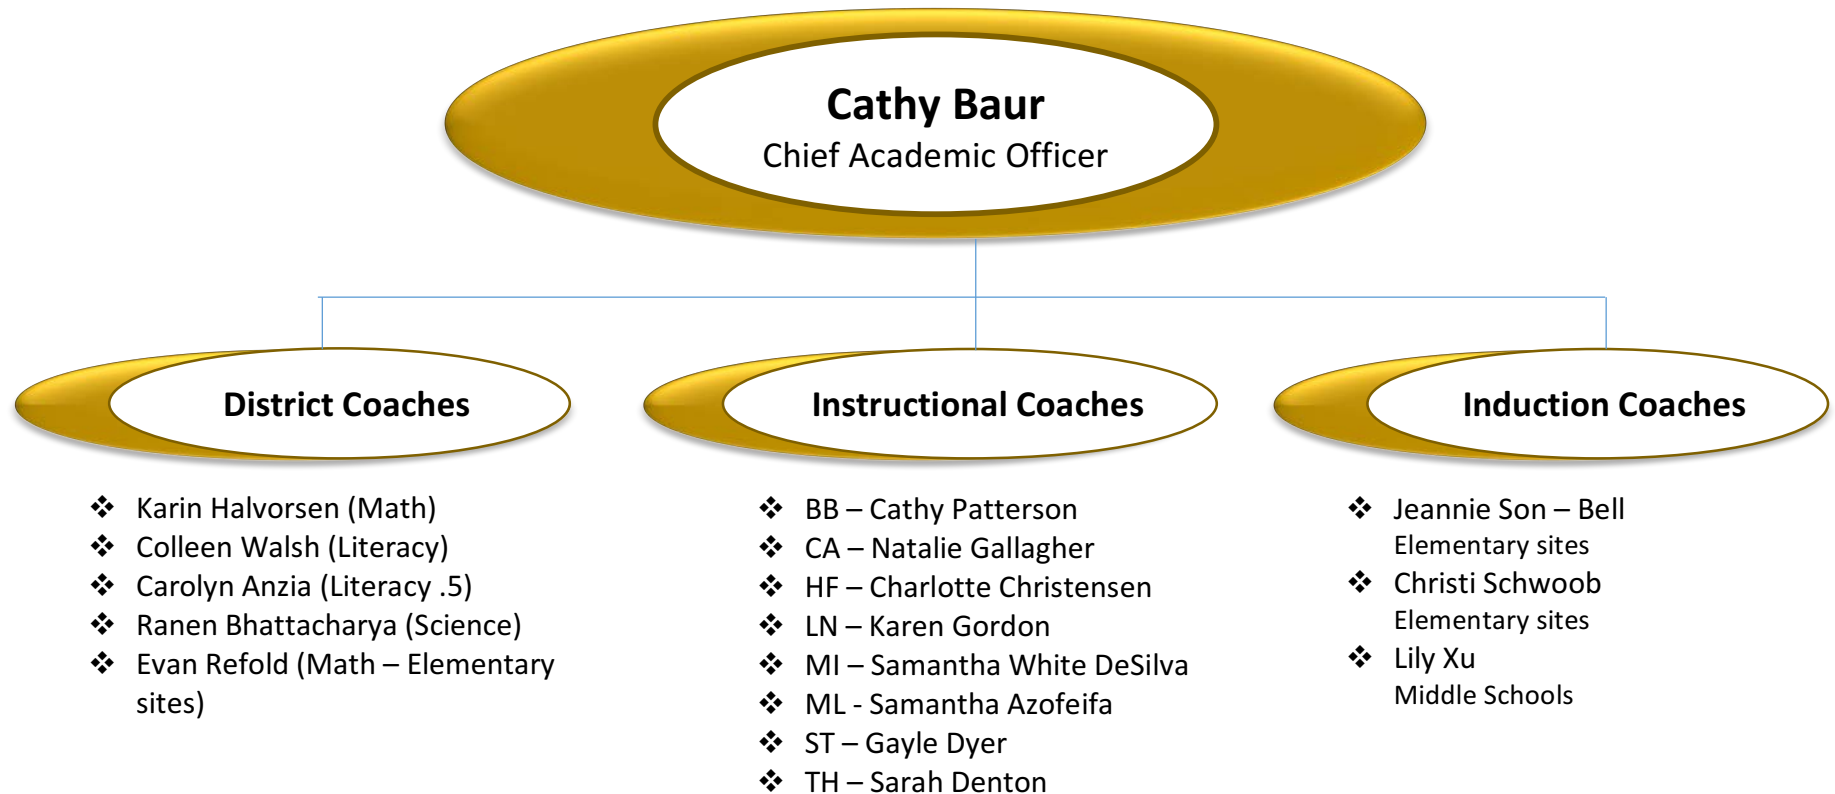 Cathy Baur
Chief Academic Officer
District Coaches
❖ Karin Halvorsen (Math)
❖ Colleen Walsh (Literacy)
❖ Carolyn Anzia (Literacy .5)
❖ Ranen Bhattacharya (Science)
❖ Evan Refold (Math – Elementary
sites)
Instructional Coaches
❖ BB – Cathy Patterson
❖ CA – Natalie Gallagher
❖ HF – Charlotte Christensen
❖ LN – Karen Gordon
❖ MI – Samantha White DeSilva
❖ ML - Samantha Azofeifa
❖ ST – Gayle Dyer
❖ TH – Sarah Denton
Induction Coaches
❖ Jeannie Son – Bell
Elementary sites
❖ Christi Schwoob
Elementary sites
❖ Lily Xu
Middle Schools